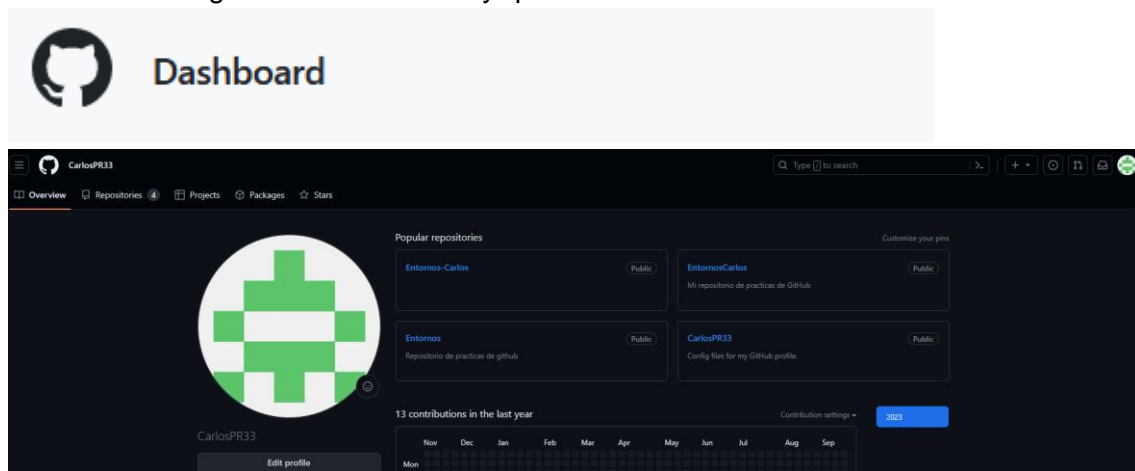 Dashboard
CarlosPR33
Type / to search
Overview Repositories 4 Projects Packages Stars
Popular repositories Customize your pins
Entornos-Carlos Public
EntornosCarlos Public
Mi repositorio de practicas de GitHub
Entornos Public
Repositorio de practicas de github
CarlosPR33 Public
Config files for my GitHub profile.
13 contributions in the last year Contribution settings 2023
CarlosPR33
Edit profile
Nov Dec Jan Feb Mar Apr May Jun Jul Aug Sep
Mon